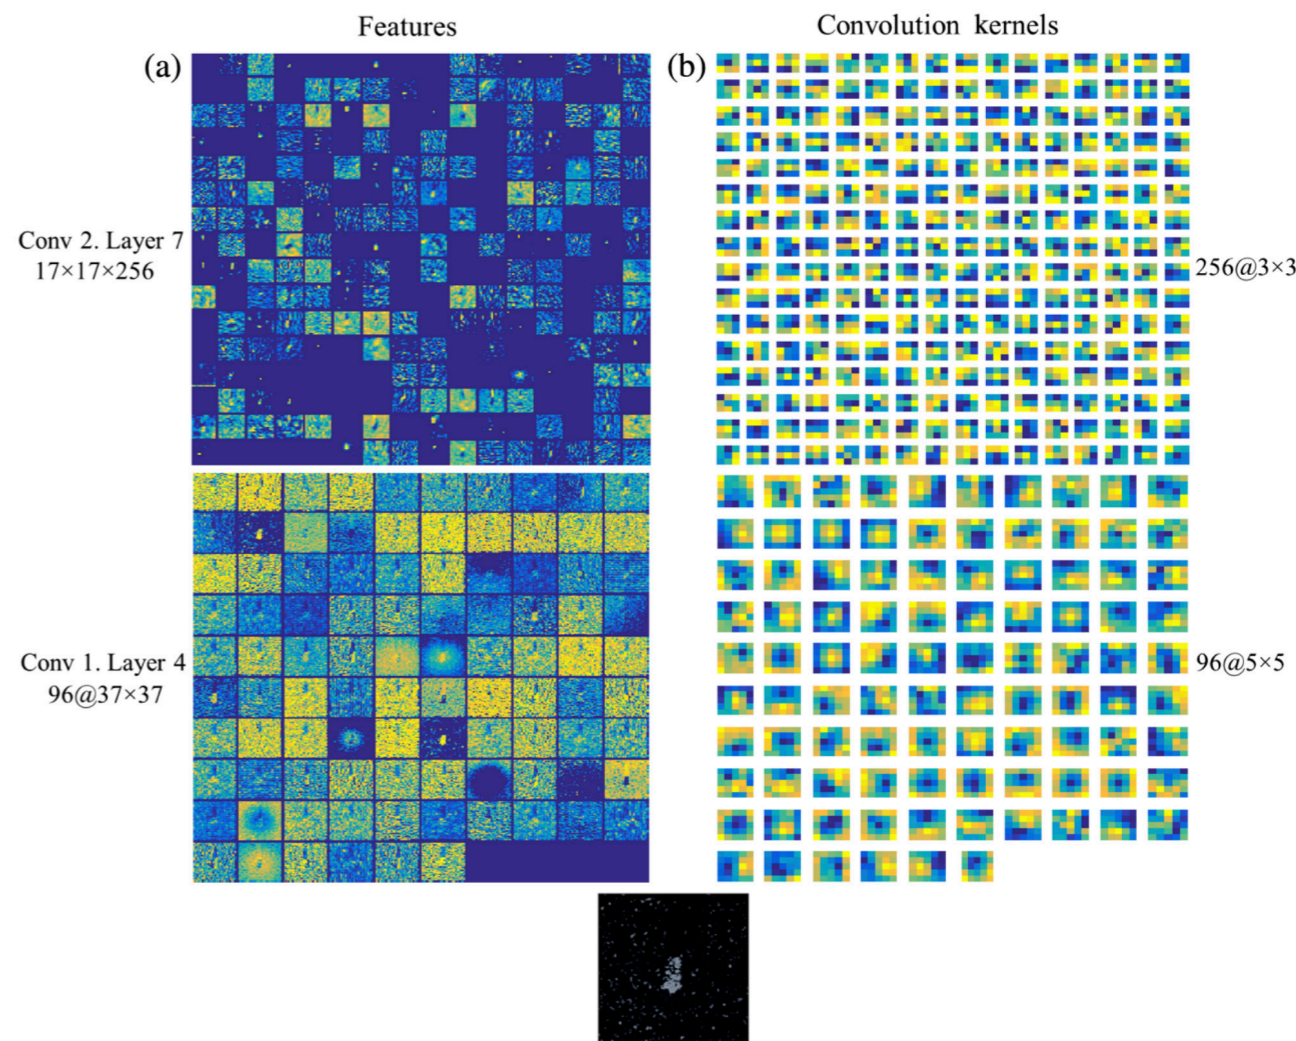 Features
Convolution kernels
(a)
(b)
Conv 2. Layer 7
17×17×256
256@3×3
Conv 1. Layer 4
96@37×37
96@5×5